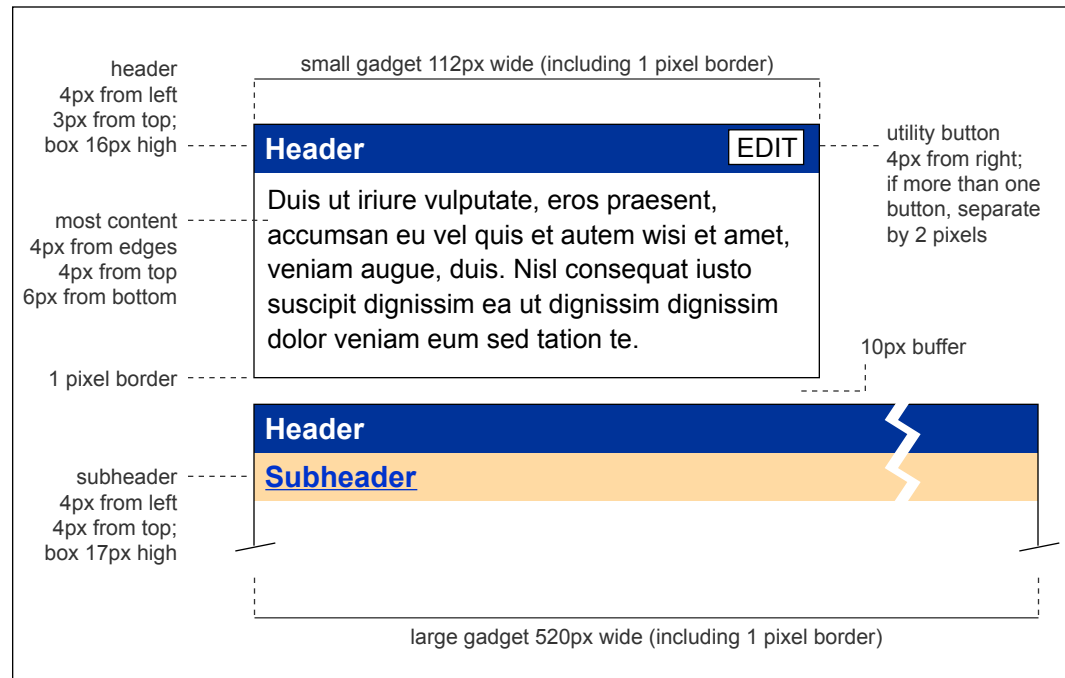 small gadget 112px wide (including 1 pixel border)
header
4px from left
3px from top;
box 16px high
Header
EDIT
utility button
4px from right;
if more than one
button, separate
by 2 pixels
most content
4px from edges
4px from top
6px from bottom
Duis ut iriure vulputate, eros praesent,
accumsan eu vel quis et autem wisi et amet,
veniam augue, duis. Nisl consequat iusto
suscipit dignissim ea ut dignissim dignissim
dolor veniam eum sed tation te.
10px buffer
1 pixel border
Header
subheader
4px from left
4px from top;
box 17px high
Subheader
large gadget 520px wide (including 1 pixel border)